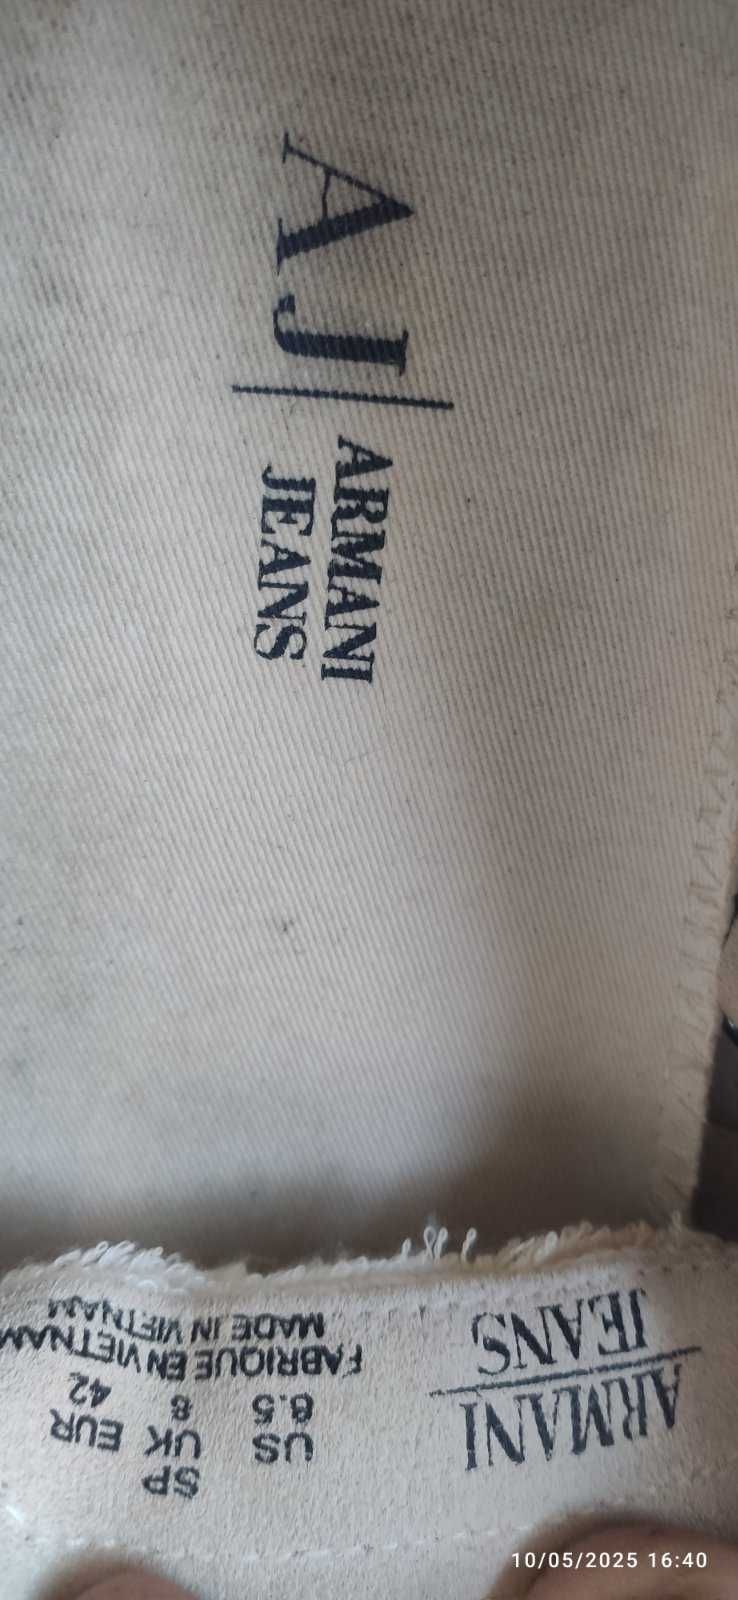 AJ
ARMANI
JEANS
ARMANI
JEANS
SP
US UK EUR
8.5 8 42
FABRIQUE EN VIETNAM
MADE IN VIETNAM
10/05/2025 16:40